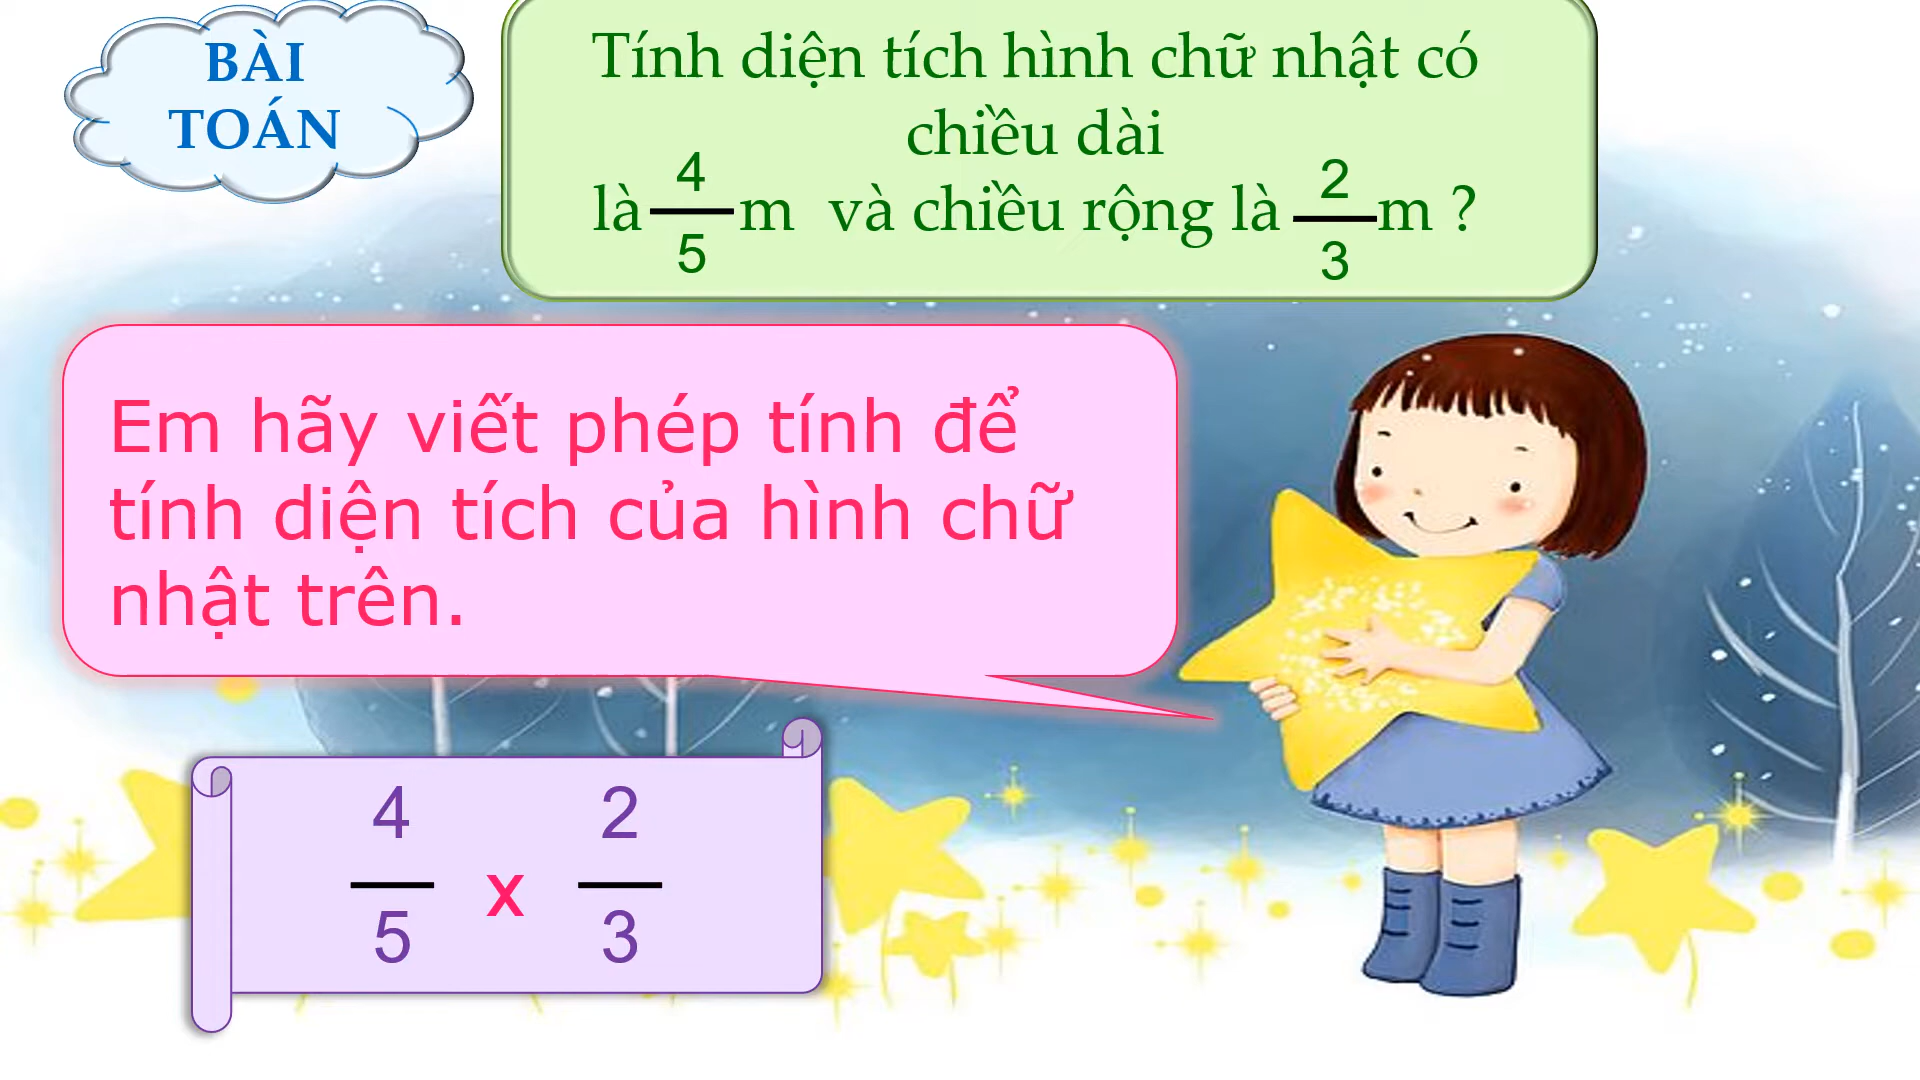 BÀI
TOÁN
Tính diện tích hình chữ nhật có
chiều dài
là 4/5 m và chiều rộng là 2/3 m ?
Em hãy viết phép tính để
tính diện tích của hình chữ
nhật trên.
4/5 x 2/3